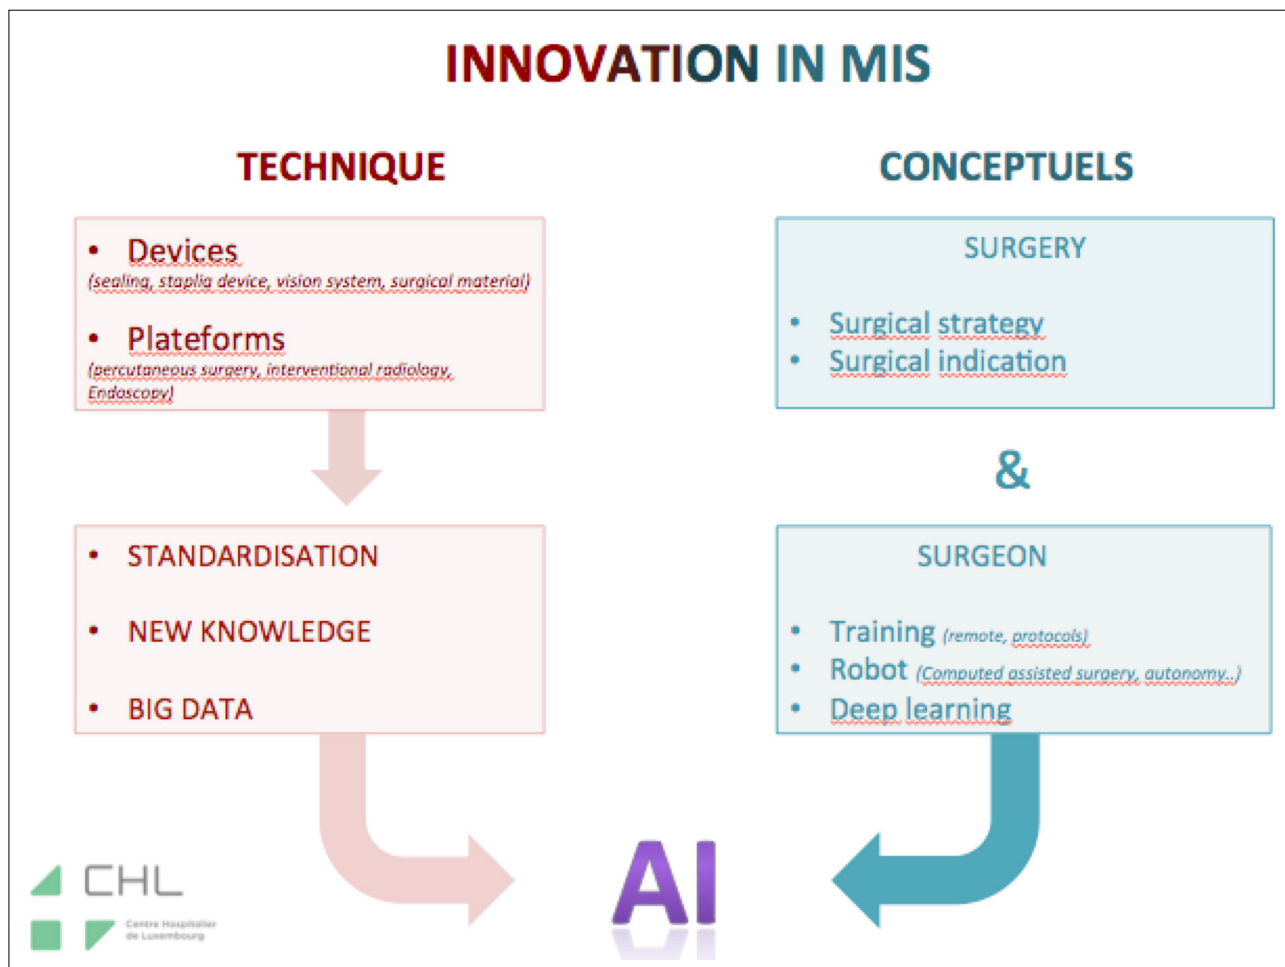 INNOVATION IN MIS
TECHNIQUE
• Devices
(sealing, staplig device, vision system, surgical material)
• Plateforms
(percutaneous surgery, interventional radiology,
Endoscopy)
• STANDARDISATION
• NEW KNOWLEDGE
• BIG DATA
CONCEPTUELS
SURGERY
• Surgical strategy
• Surgical indication
&
SURGEON
• Training (remote, protocols)
• Robot (Computed assisted surgery, autonomy..)
• Deep learning
AI
CHL
Centre Hospitalier
de Luxembourg